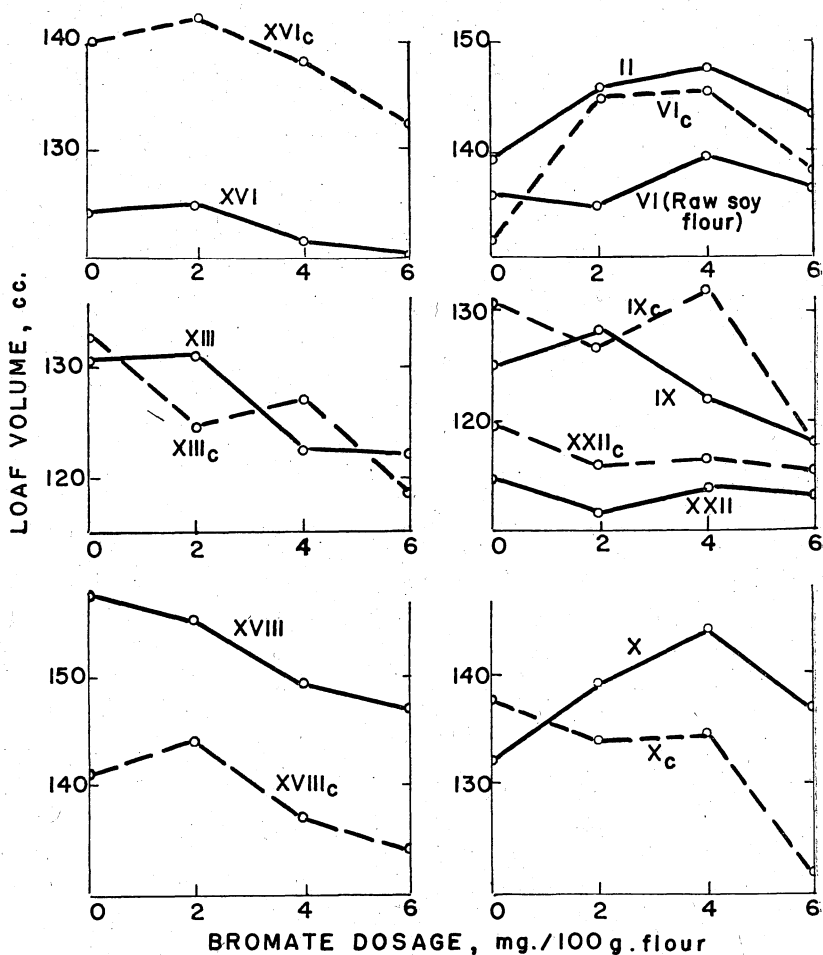 140
130
XVIc
XVI
0 2 4 6
150
140
II
VIc
VI (Raw soy
flour)
0 2 4 6
LOAF VOLUME, cc.
130
120
XIII
XIIIc
0 2 4 6
130
120
IXc
IX
XXIIc
XXII
0 2 4 6
150
140
XVIII
XVIIIc
0 2 4 6
140
130
X
Xc
0 2 4 6
BROMATE DOSAGE, mg./100 g. flour